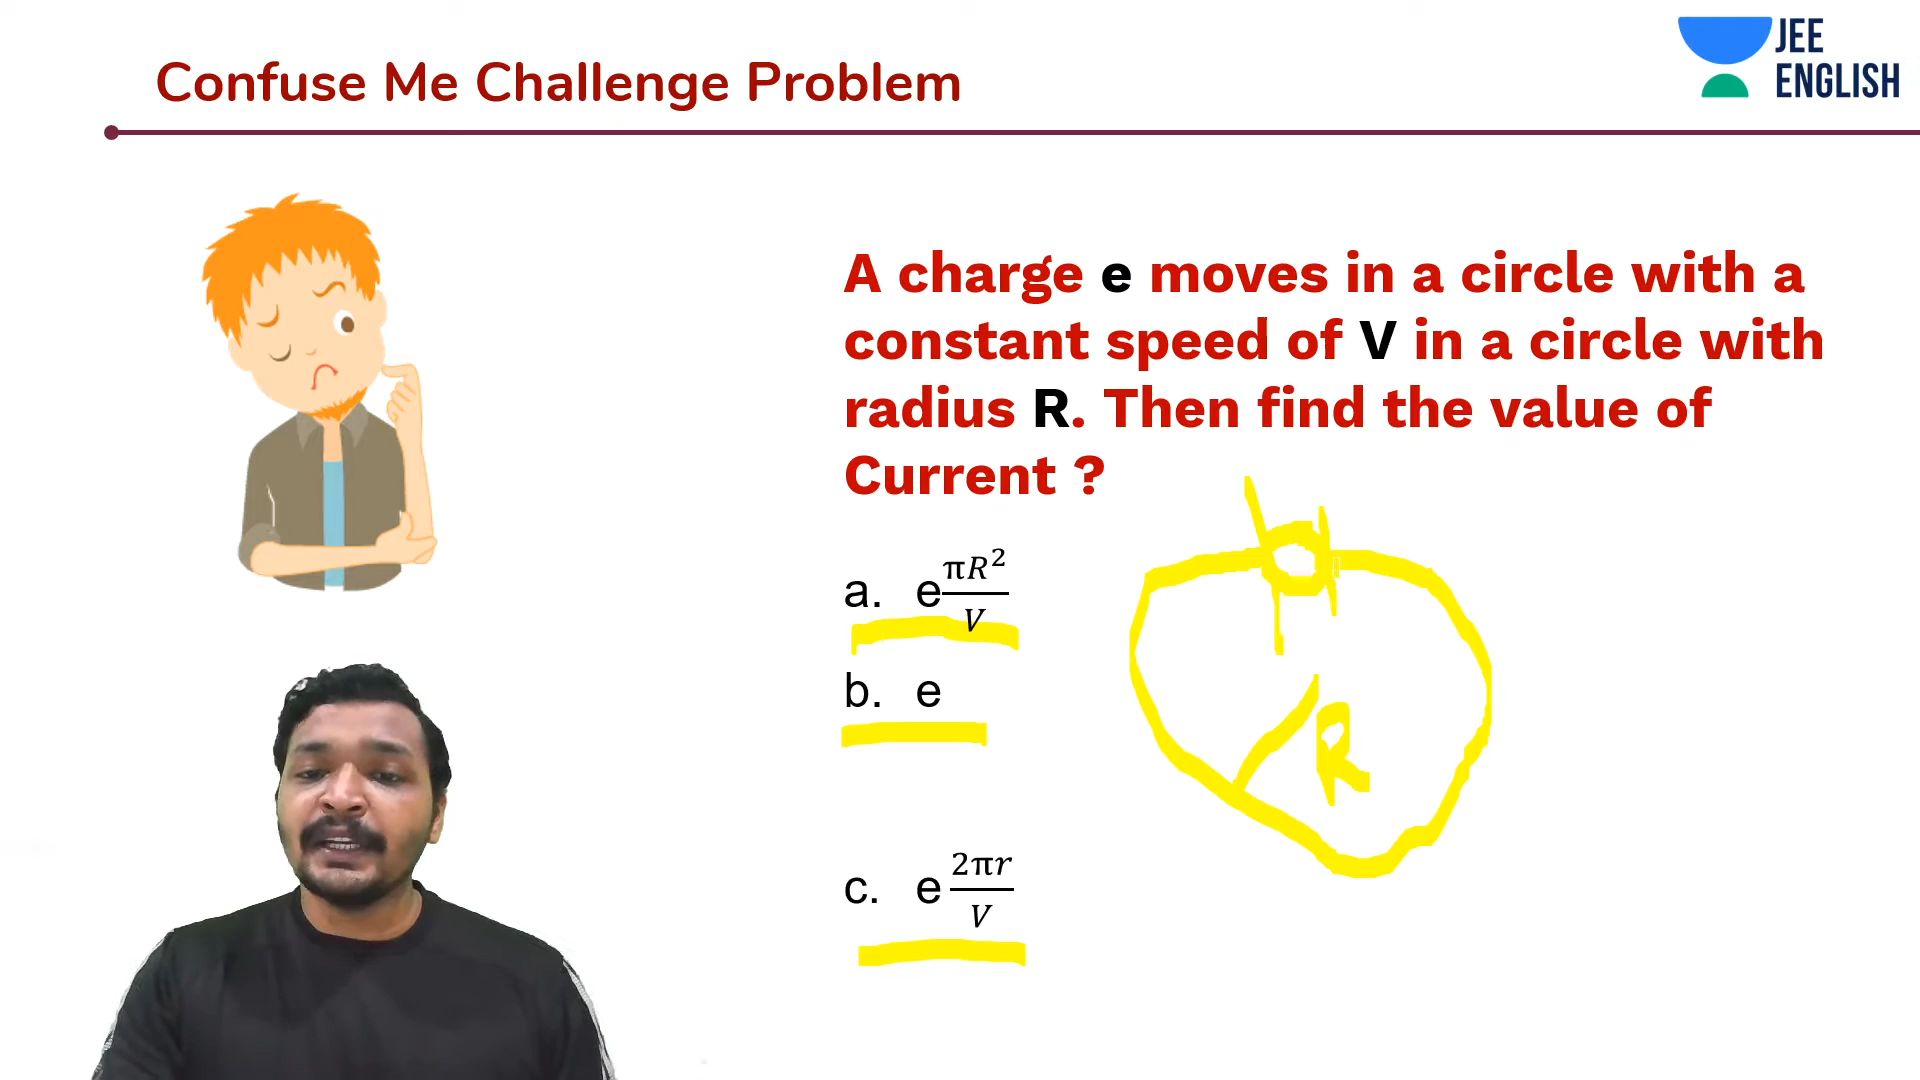 Confuse Me Challenge Problem
JEE
ENGLISH
A charge e moves in a circle with a
constant speed of V in a circle with
radius R. Then find the value of
Current ?
a. e πR²/V
b. e
c. e 2πr/V
R